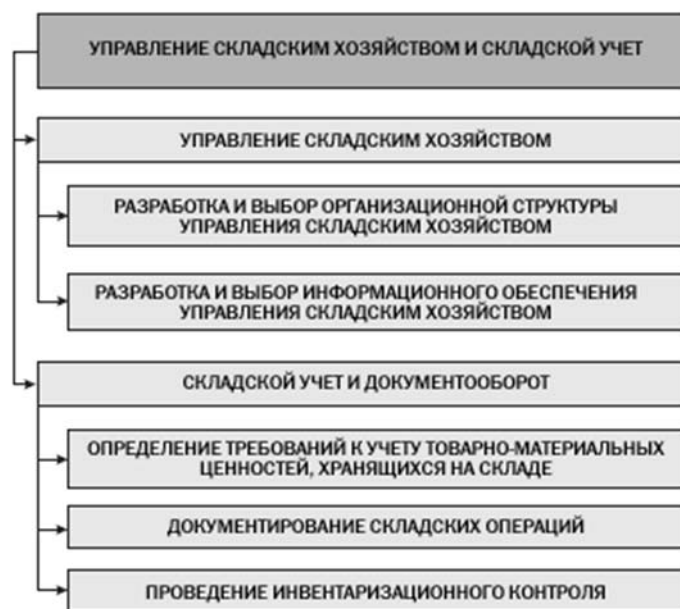 УПРАВЛЕНИЕ СКЛАДСКИМ ХОЗЯЙСТВОМ И СКЛАДСКОЙ УЧЕТ
УПРАВЛЕНИЕ СКЛАДСКИМ ХОЗЯЙСТВОМ
РАЗРАБОТКА И ВЫБОР ОРГАНИЗАЦИОННОЙ СТРУКТУРЫ
УПРАВЛЕНИЯ СКЛАДСКИМ ХОЗЯЙСТВОМ
РАЗРАБОТКА И ВЫБОР ИНФОРМАЦИОННОГО ОБЕСПЕЧЕНИЯ
УПРАВЛЕНИЯ СКЛАДСКИМ ХОЗЯЙСТВОМ
СКЛАДСКОЙ УЧЕТ И ДОКУМЕНТООБОРОТ
ОПРЕДЕЛЕНИЕ ТРЕБОВАНИЙ К УЧЕТУ ТОВАРНО-МАТЕРИАЛЬНЫХ
ЦЕННОСТЕЙ, ХРАНЯЩИХСЯ НА СКЛАДЕ
ДОКУМЕНТИРОВАНИЕ СКЛАДСКИХ ОПЕРАЦИЙ
ПРОВЕДЕНИЕ ИНВЕНТАРИЗАЦИОННОГО КОНТРОЛЯ